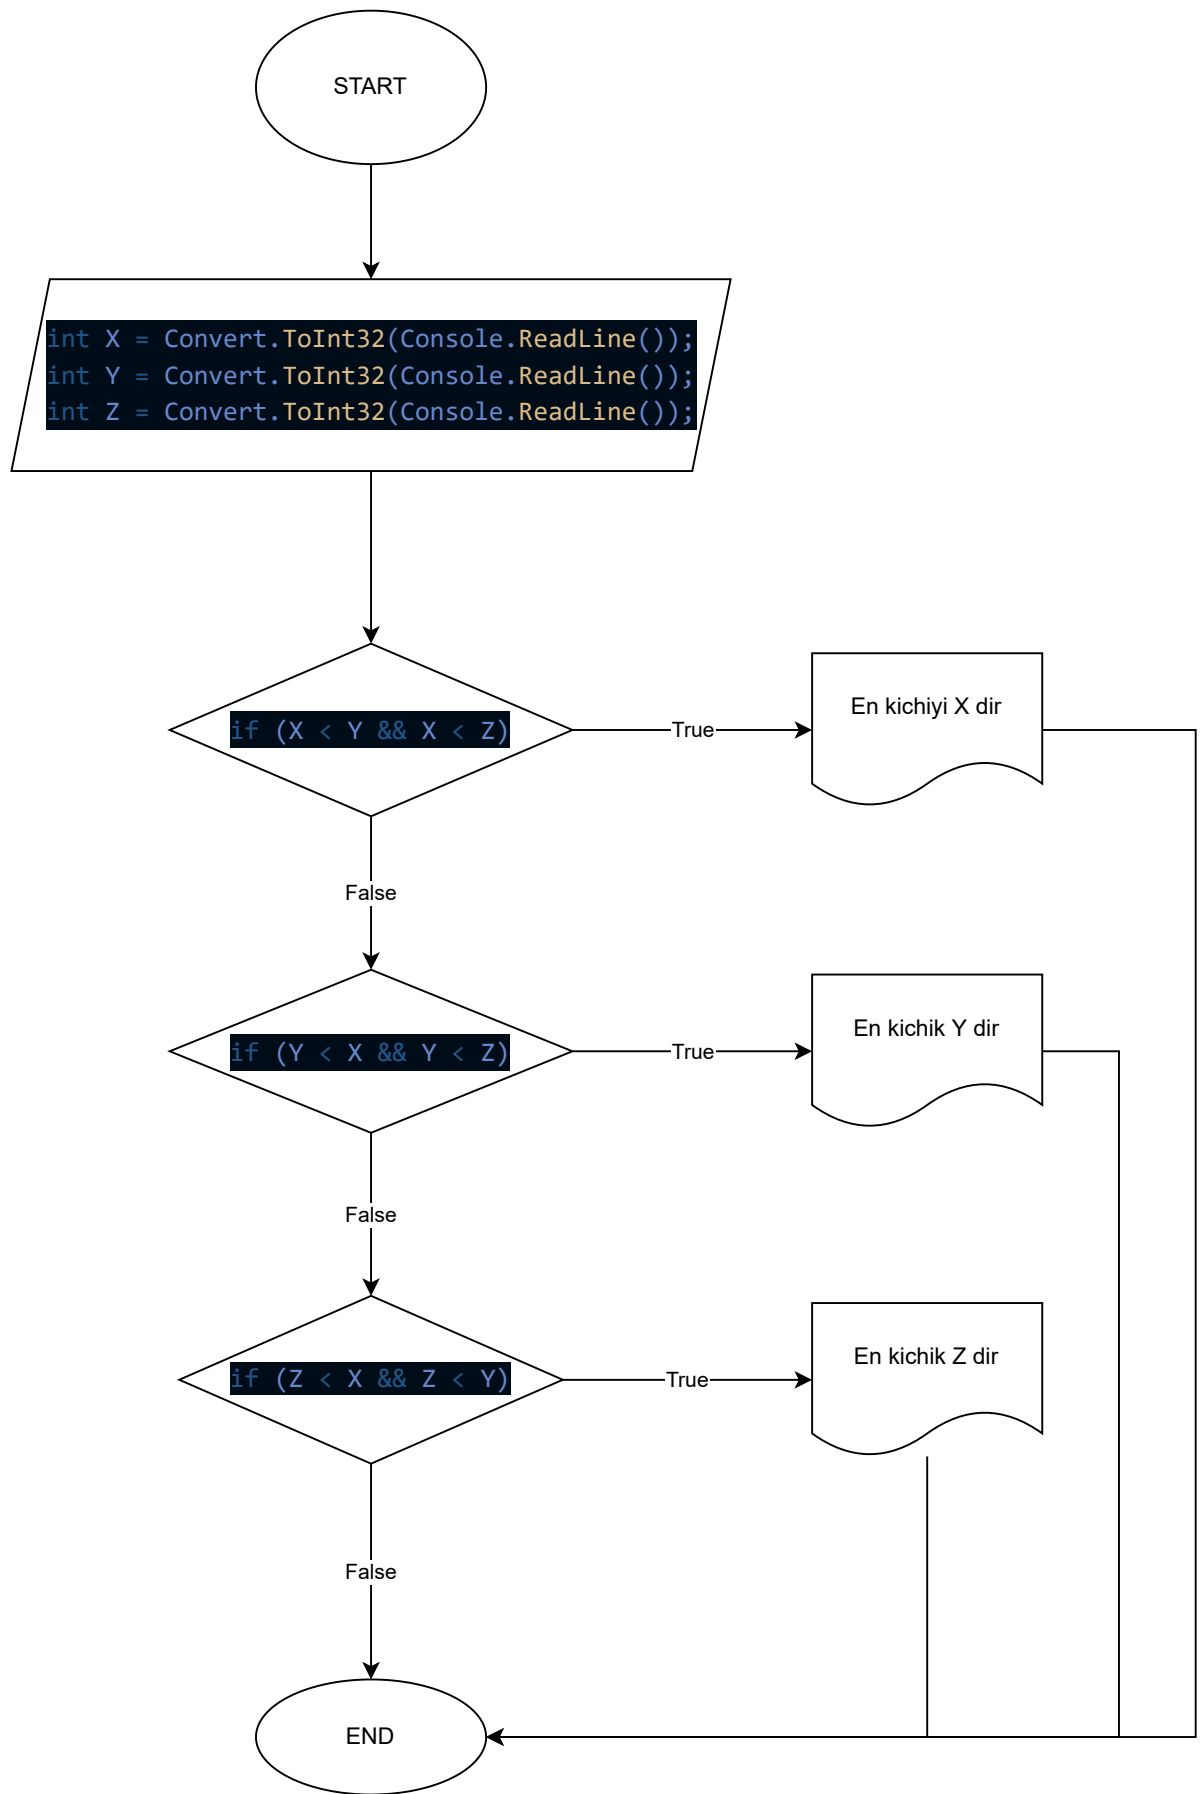 START
int X = Convert.ToInt32(Console.ReadLine());
int Y = Convert.ToInt32(Console.ReadLine());
int Z = Convert.ToInt32(Console.ReadLine());
if (X < Y && X < Z)
True
En kichiyi X dir
False
if (Y < X && Y < Z)
True
En kichik Y dir
False
if (Z < X && Z < Y)
True
En kichik Z dir
False
END